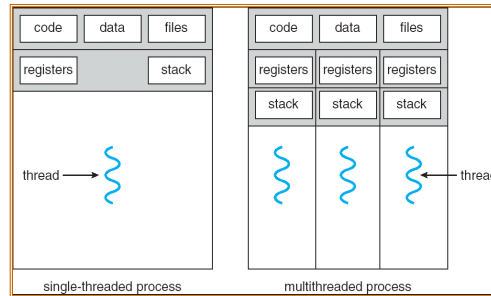 code data files
registers stack
thread
single-threaded process
code data files
registers registers registers
stack stack stack
threa
multithreaded process